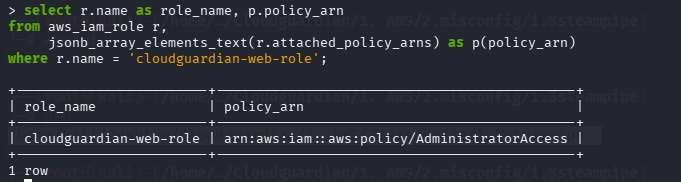 > select r.name as role_name, p.policy_arn
from aws_iam_role r,
     jsonb_array_elements_text(r.attached_policy_arns) as p(policy_arn)
where r.name = 'cloudguardian-web-role';
+-----------------------+-------------------------------------------+
| role_name | policy_arn |
+-----------------------+-------------------------------------------+
| cloudguardian-web-role | arn:aws:iam::aws:policy/AdministratorAccess |
+-----------------------+-------------------------------------------+
1 row